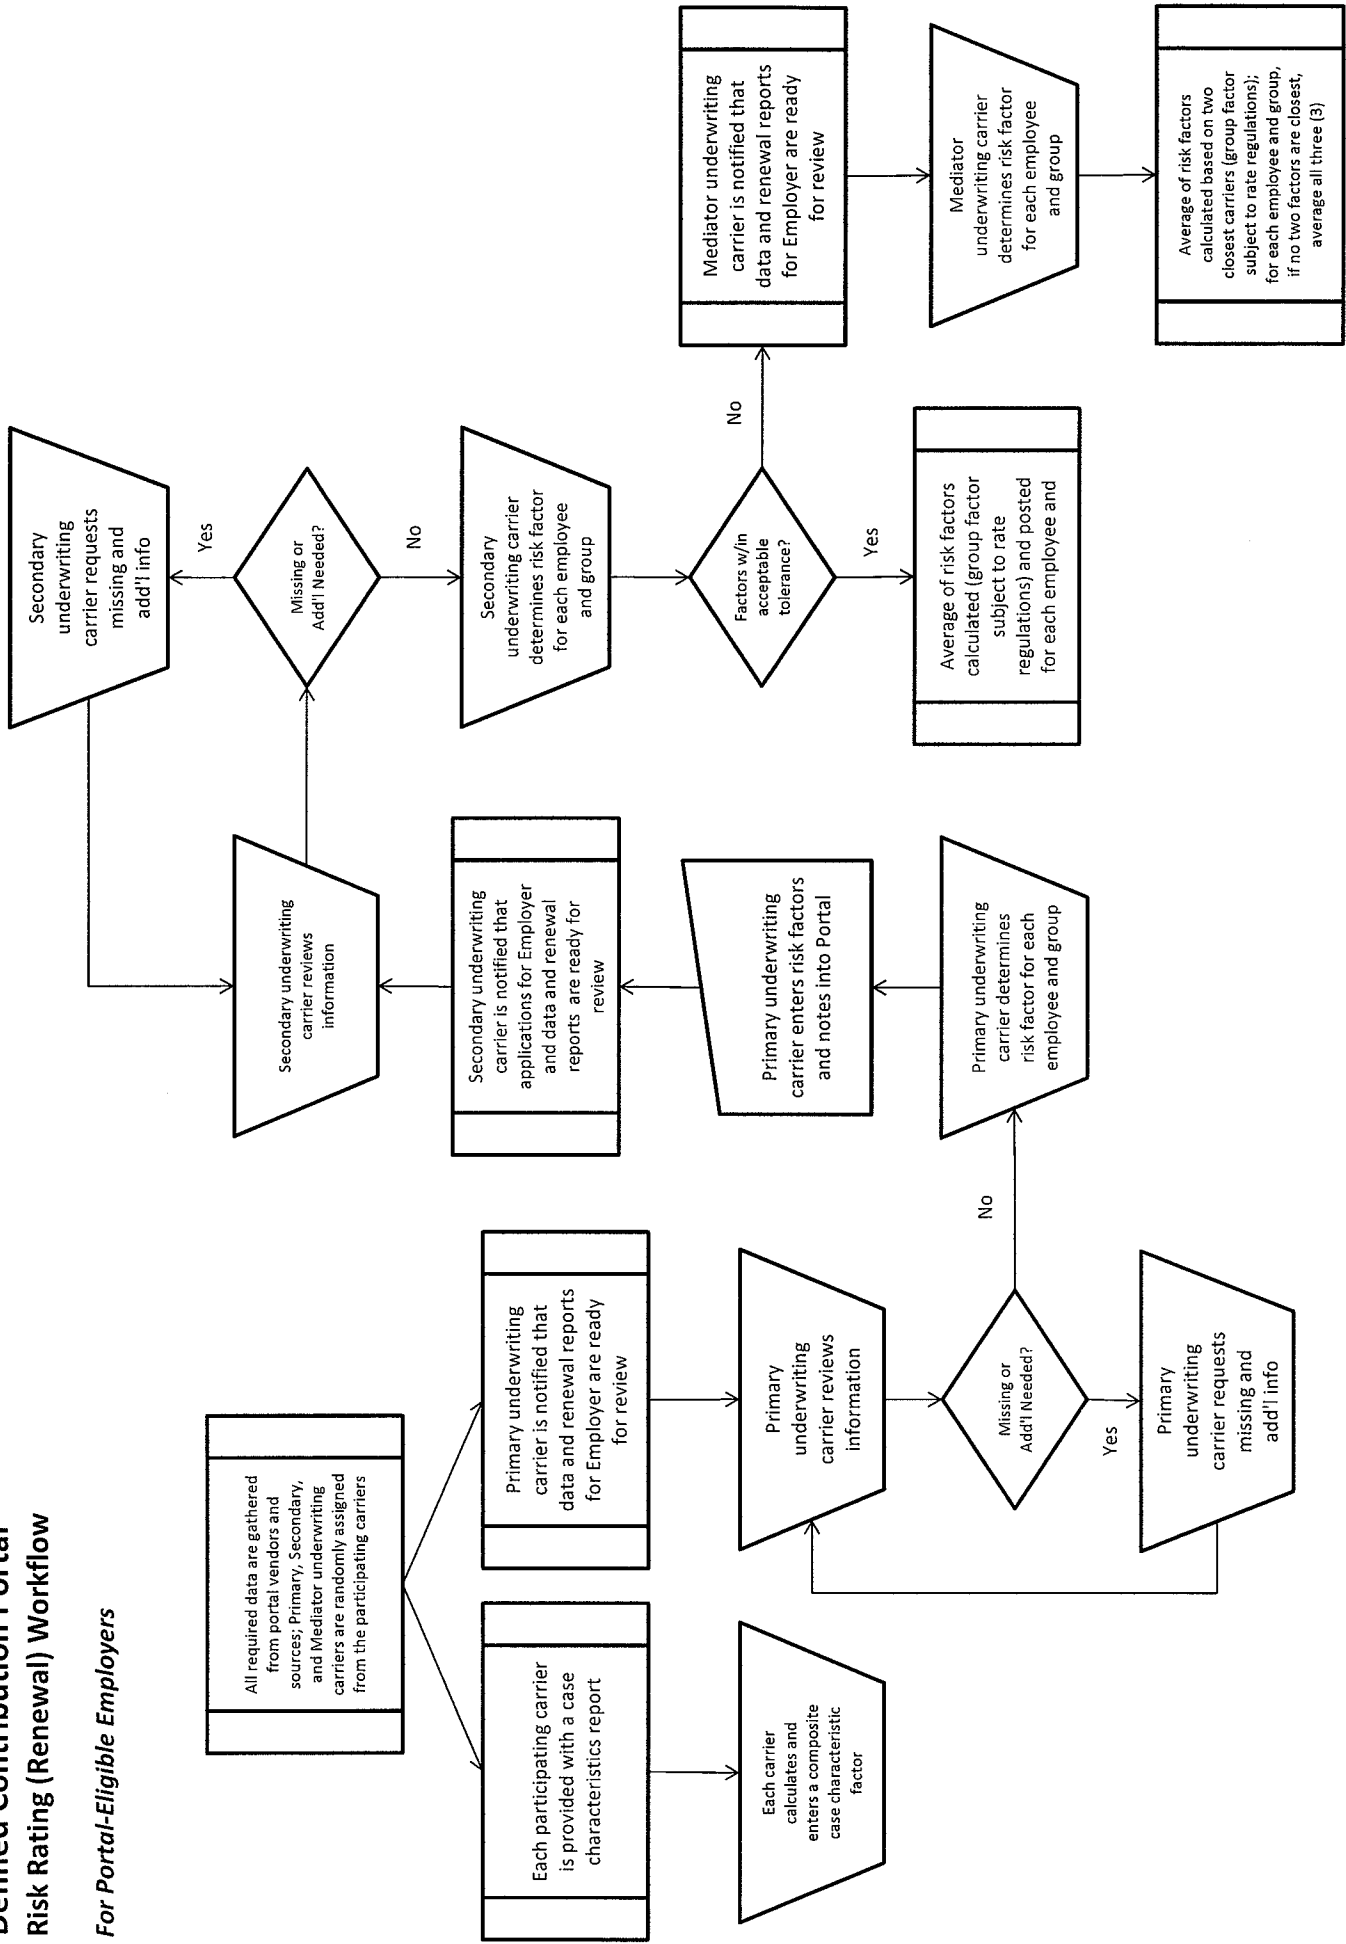 Defined Contribution Portal
Risk Rating (Renewal) Workflow
For Portal-Eligible Employers
All required data are gathered
from portal vendors and
sources; Primary, Secondary,
and Mediator underwriting
carriers are randomly assigned
from the participating carriers
Each participating carrier
is provided with a case
characteristics report
Each carrier
calculates and
enters a composite
case characteristic
factor
Primary underwriting
carrier is notified that
data and renewal reports
for Employer are ready
for review
Primary
underwriting
carrier reviews
information
Missing or
Add'l Needed?
Yes
Primary
underwriting
carrier requests
missing and
add'l info
No
Primary underwriting
carrier determines
risk factor for each
employee and group
Primary underwriting
carrier enters risk factors
and notes into Portal
Secondary underwriting
carrier is notified that
applications for Employer
and data and renewal
reports are ready for
review
Secondary underwriting
carrier reviews
information
Missing or
Add'l Needed?
Yes
Secondary
underwriting
carrier requests
missing and
add'l info
No
Secondary
underwriting carrier
determines risk factor
for each employee
and group
Factors w/in
acceptable
tolerance?
Yes
Average of risk factors
calculated (group factor
subject to rate
regulations) and posted
for each employee and
No
Mediator underwriting
carrier is notified that
data and renewal reports
for Employer are ready
for review
Mediator
underwriting carrier
determines risk factor
for each employee
and group
Average of risk factors
calculated based on two
closest carriers (group factor
subject to rate regulations);
for each employee and group,
if no two factors are closest,
average all three (3)